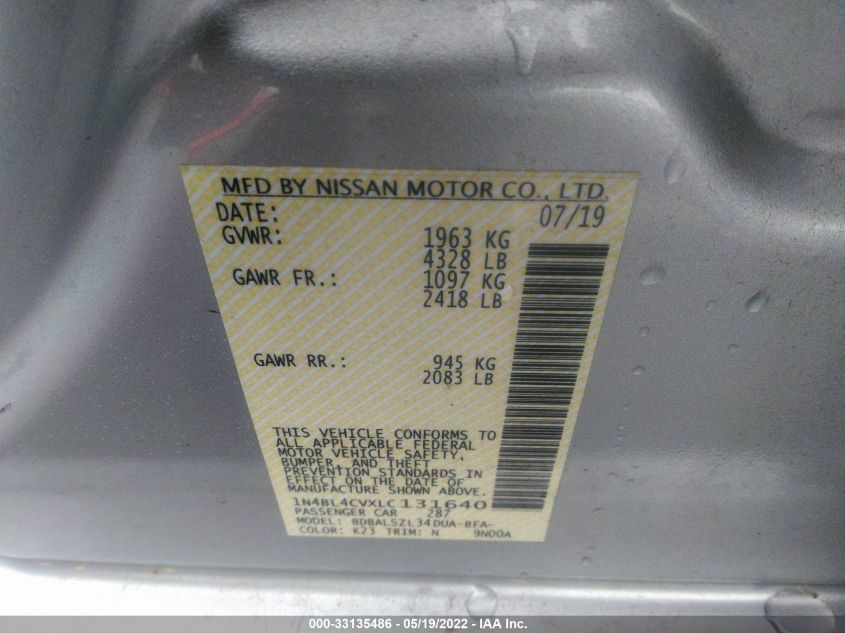 MFD BY NISSAN MOTOR CO., LTD.
DATE: 07/19
GVWR: 1963 KG
4328 LB
GAWR FR.: 1097 KG
2418 LB
GAWR RR.: 945 KG
2083 LB
THIS VEHICLE CONFORMS TO
ALL APPLICABLE FEDERAL
MOTOR VEHICLE SAFETY,
BUMPER, AND THEFT
PREVENTION STANDARDS IN
EFFECT ON THE DATE OF
MANUFACTURE SHOWN ABOVE.
1N4BL4CVXLC131640
PASSENGER CAR 287
MODEL: BDBALSZL34DUA-BFA-
COLOR: K23 TRIM: N 9N00A
000-33135486 - 05/19/2022 - IAA Inc.